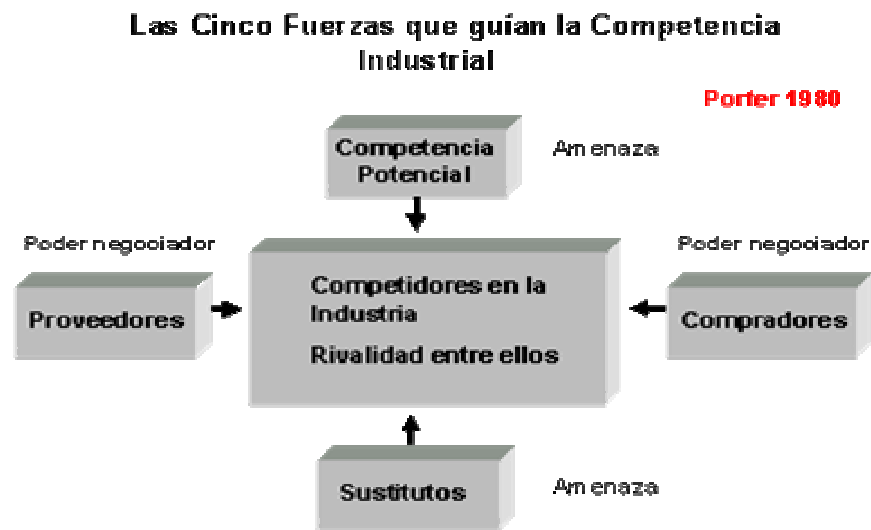 Las Cinco Fuerzas que guían la Competencia
Industrial
Porter 1980
Competencia
Potencial
Amenaza
Poder negociador
Poder negociador
Proveedores
Competidores en la
Industria
Rivalidad entre ellos
Compradores
Sustitutos
Amenaza